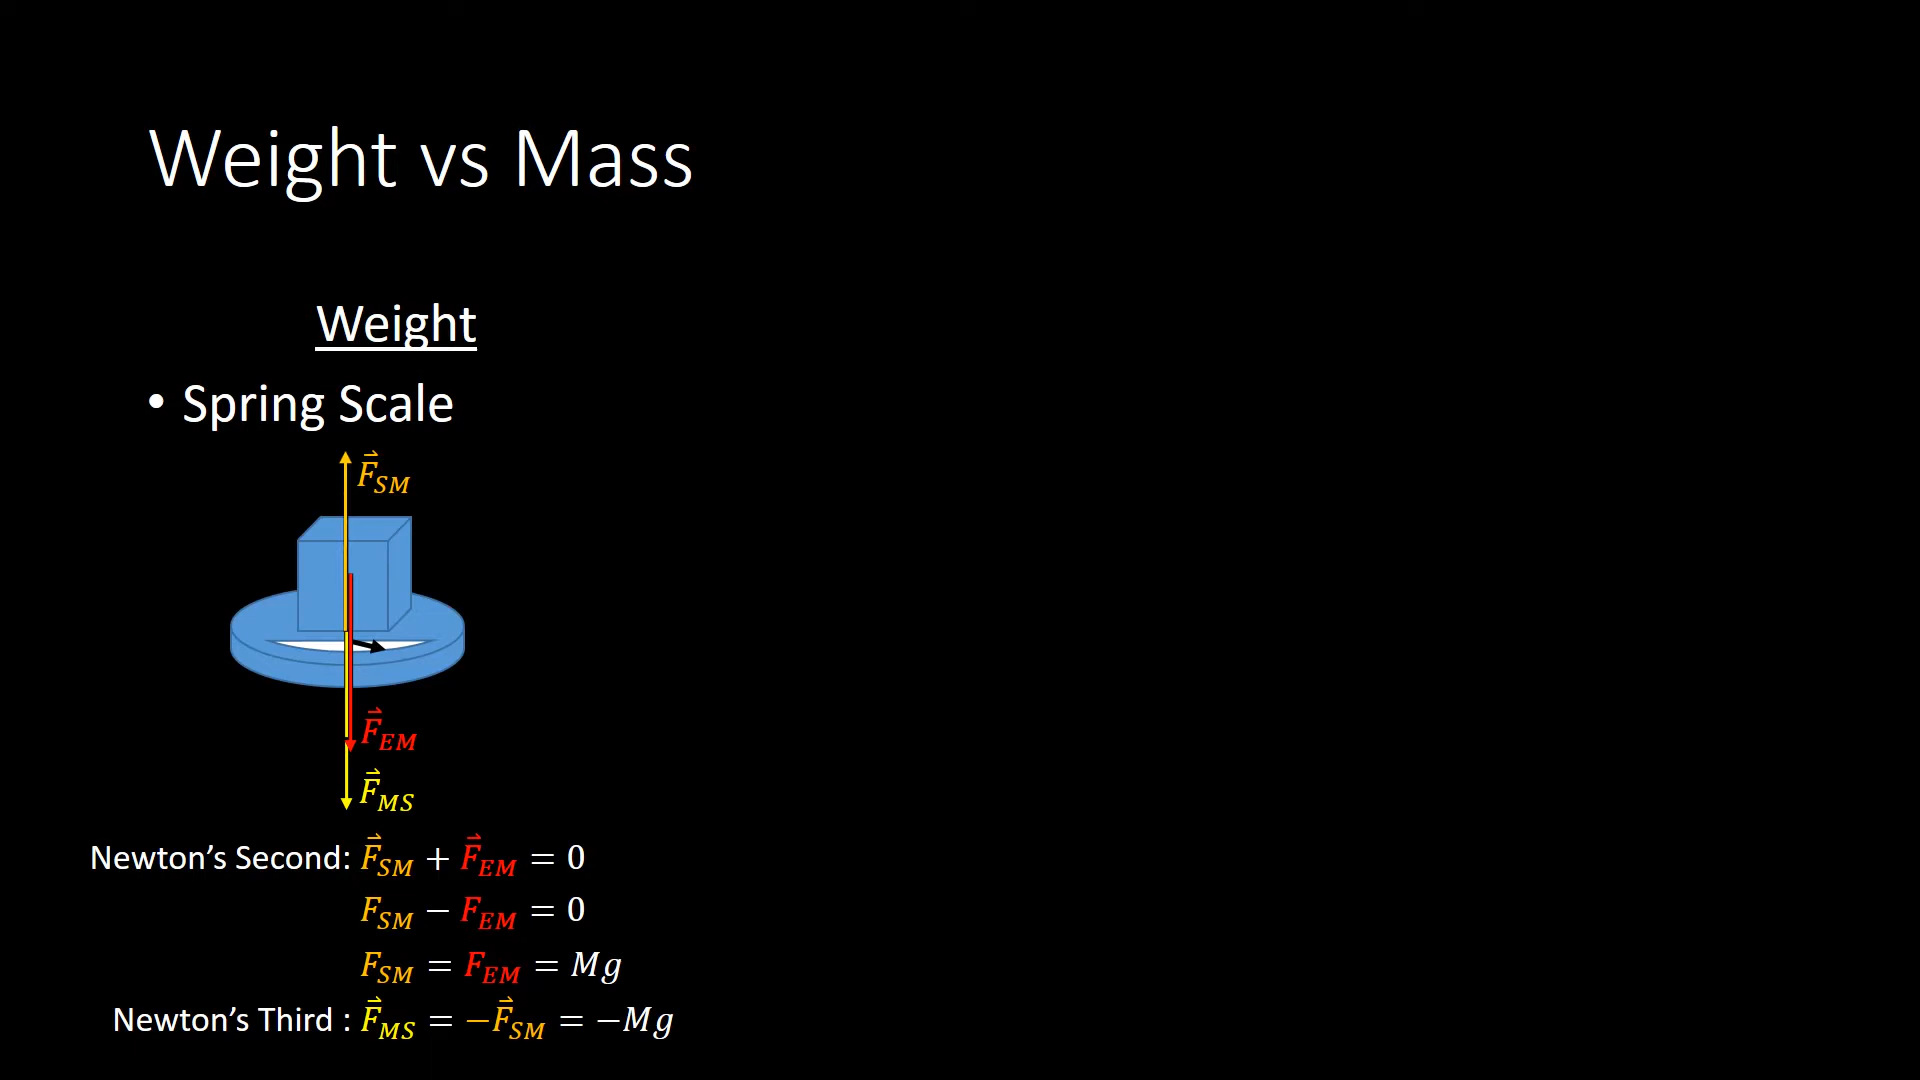 Weight vs Mass
Weight
• Spring Scale
F⃗_SM
F⃗_EM
F⃗_MS
Newton’s Second: F⃗_SM + F⃗_EM = 0
F_SM − F_EM = 0
F_SM = F_EM = Mg
Newton’s Third : F⃗_MS = −F⃗_SM = −Mg